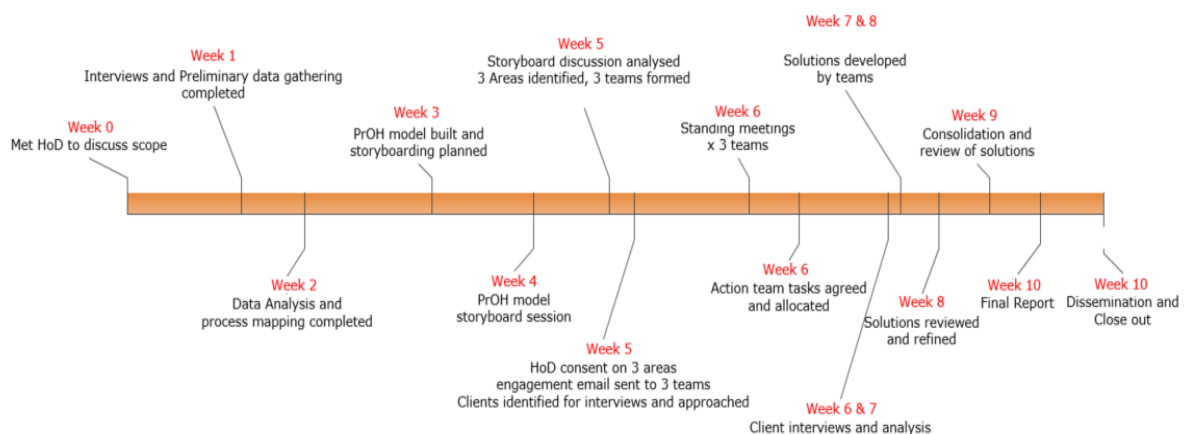 Week 0
Met HoD to discuss scope
Week 1
Interviews and Preliminary data gathering
completed
Week 2
Data Analysis and
process mapping completed
Week 3
PrOH model built and
storyboarding planned
Week 4
PrOH model
storyboard session
Week 5
Storyboard discussion analysed
3 Areas identified, 3 teams formed
Week 5
HoD consent on 3 areas
engagement email sent to 3 teams
Clients identified for interviews and approached
Week 6
Standing meetings
x 3 teams
Week 6
Action team tasks agreed
and allocated
Week 6 & 7
Client interviews and analysis
Week 7 & 8
Solutions developed
by teams
Week 8
Solutions reviewed
and refined
Week 9
Consolidation and
review of solutions
Week 10
Final Report
Week 10
Dissemination and
Close out